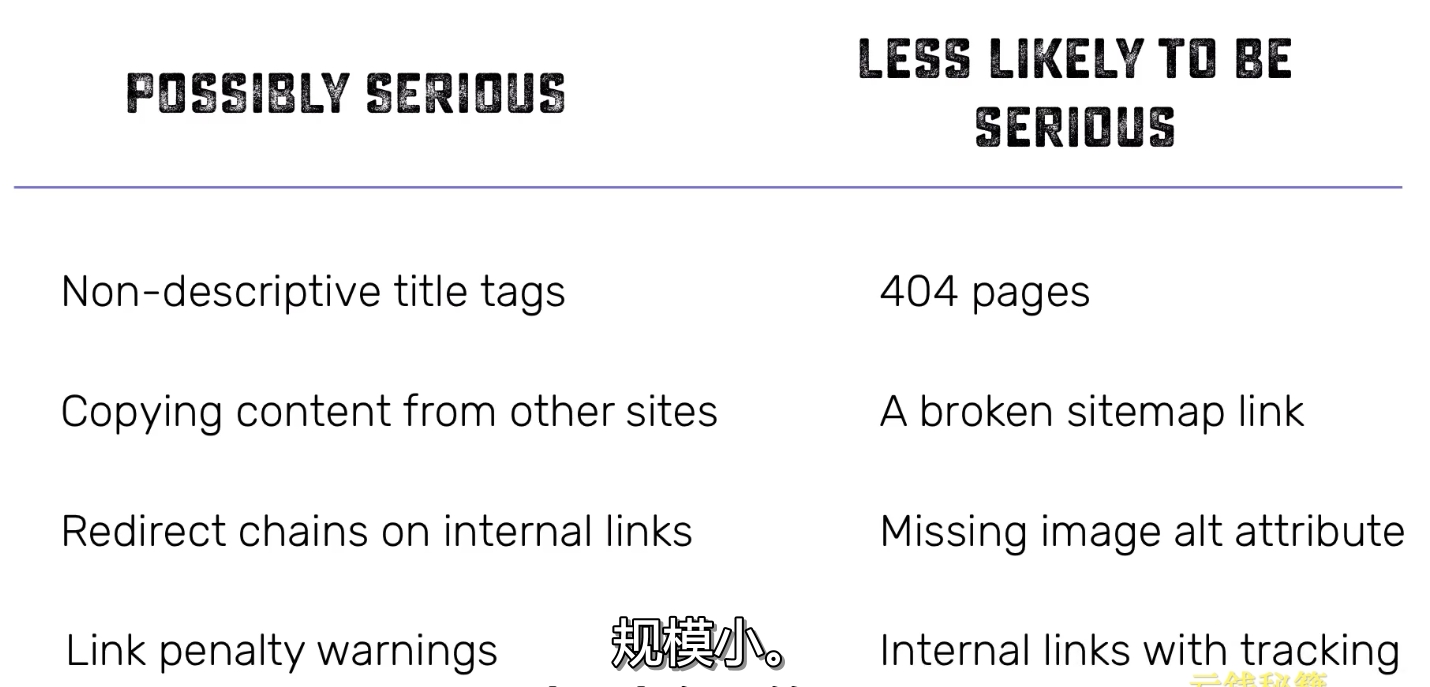 POSSIBLY SERIOUS
LESS LIKELY TO BE
SERIOUS
Non-descriptive title tags
404 pages
Copying content from other sites
A broken sitemap link
Redirect chains on internal links
Missing image alt attribute
Link penalty warnings
规模小。
Internal links with tracking